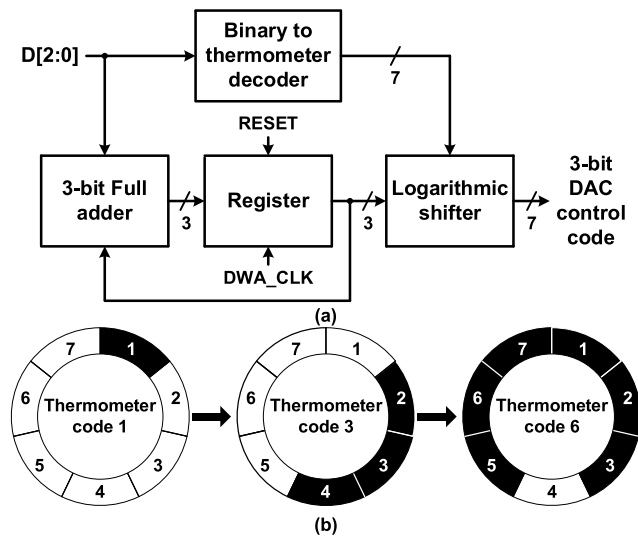 D[2:0]
Binary to
thermometer
decoder
7
RESET
3-bit Full
adder
3
Register
3
Logarithmic
shifter
7
3-bit
DAC
control
code
DWA_CLK
(a)
7 1
6 2
Thermometer
code 1
5 3
4
7 1
6 2
Thermometer
code 3
5 3
4
7 1
6 2
Thermometer
code 6
5 3
4
(b)